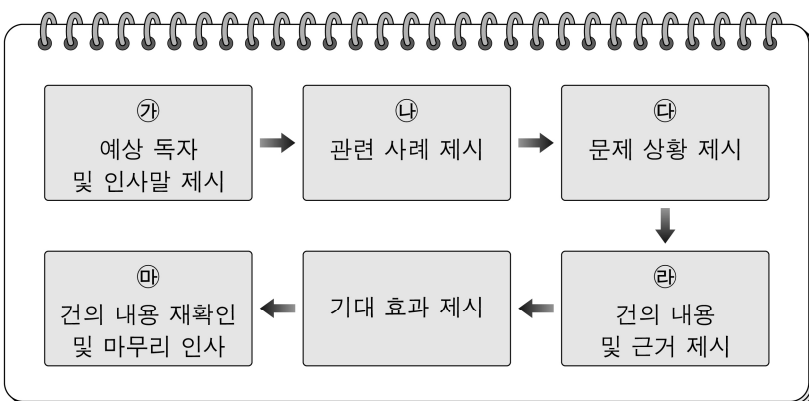 ㉮
예상 독자
및 인사말 제시
㉯
관련 사례 제시
㉰
문제 상황 제시
㉱
건의 내용
및 근거 제시
기대 효과 제시
㉲
건의 내용 재확인
및 마무리 인사